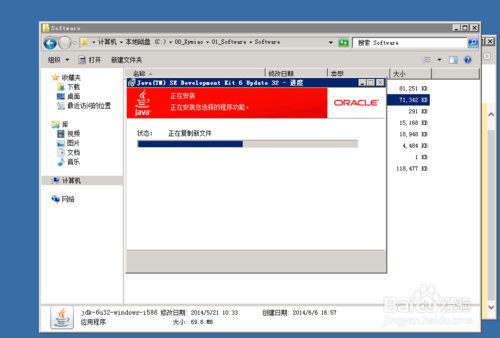 Software
计算机 ▸ 本地磁盘 (C:) ▸ 00_Xymiao ▸ 01_Software ▸ Software
搜索 Software
组织 打开 新建文件夹
收藏夹
下载
桌面
最近访问的位置
库
视频
图片
文档
音乐
计算机
网络
名称 修改日期 类型 大小
81,251 KB
71,342 KB
291 KB
15,168 KB
18,948 KB
4,484 KB
1 KB
118,477 KB
Java(TM) SE Development Kit 6 Update 32 - 进度
正在安装
正在安装您选择的程序功能。
Java
ORACLE
状态: 正在复制新文件
jdk-6u32-windows-i586 修改日期: 2014/5/21 10:33 创建日期: 2014/6/6 16:57
应用程序 大小: 69.6 MB
Baidu 经验
jingyan.baidu.com